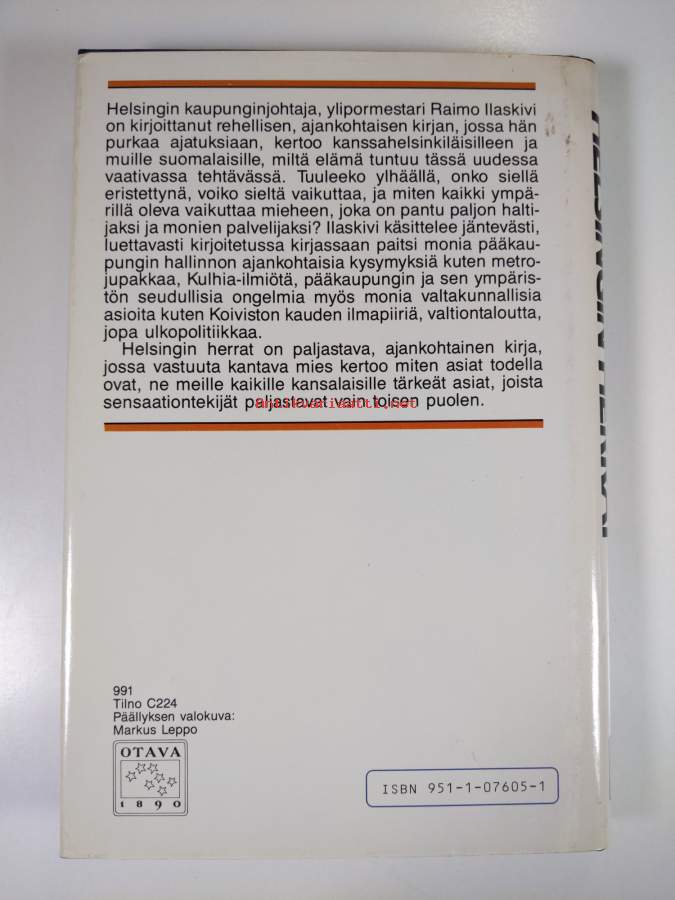 Helsingin kaupunginjohtaja, ylipormestari Raimo Ilaskivi
on kirjoittanut rehellisen, ajankohtaisen kirjan, jossa hän
purkaa ajatuksiaan, kertoo kanssahelsinkiläisilleen ja
muille suomalaisille, miltä elämä tuntuu tässä uudessa
vaativassa tehtävässä. Tuuleeko ylhäällä, onko siellä
eristettynä, voiko sieltä vaikuttaa, ja miten kaikki ympä-
rillä oleva vaikuttaa mieheen, joka on pantu paljon halti-
jaksi ja monien palvelijaksi? Ilaskivi käsittelee jäntevästi,
luettavasti kirjoitetussa kirjassaan paitsi monia pääkau-
pungin hallinnon ajankohtaisia kysymyksiä kuten metro-
jupakkaa, Kulhia-ilmiötä, pääkaupungin ja sen ympäris-
tön seudullisia ongelmia myös monia valtakunnallisia
asioita kuten Koiviston kauden ilmapiiriä, valtiontaloutta,
jopa ulkopolitiikkaa.
Helsingin herrat on paljastava, ajankohtainen kirja,
jossa vastuuta kantava mies kertoo miten asiat todella
ovat, ne meille kaikille kansalaisille tärkeät asiat, joista
sensaationtekijät paljastavat vain toisen puolen.
antikvariaatti.net
991
Tilno C224
Päällyksen valokuva:
Markus Leppo
OTAVA
1890
ISBN 951-1-07605-1